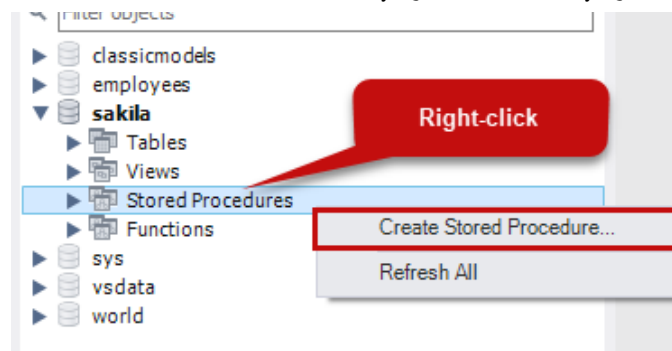 Filter objects
classicmodels
employees
sakila
Right-click
Tables
Views
Stored Procedures
Functions
Create Stored Procedure...
Refresh All
sys
vsdata
world